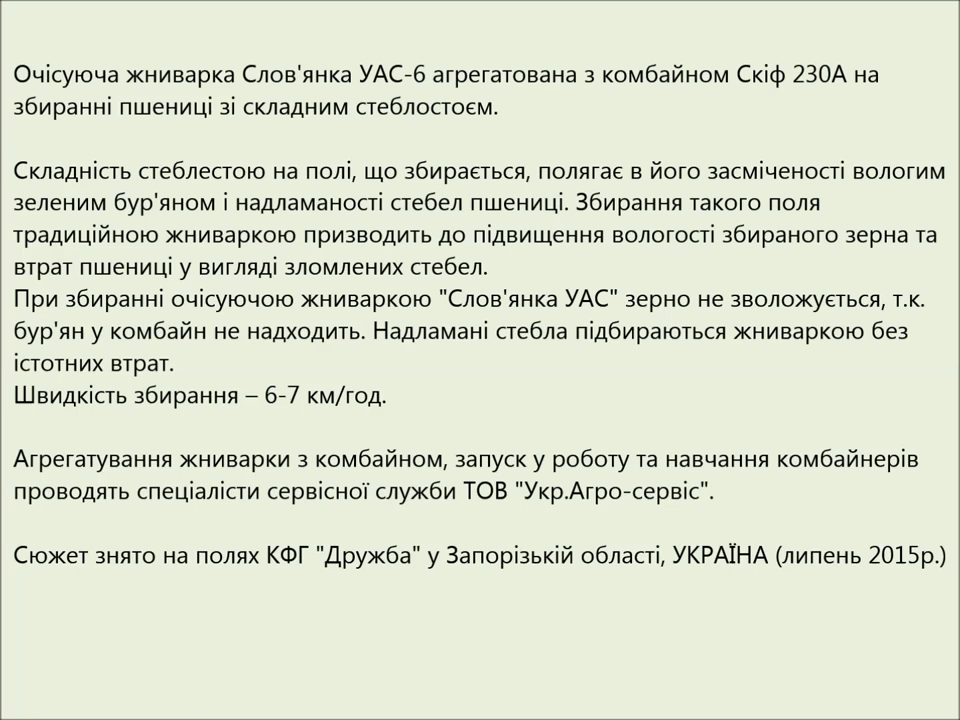 Очісуюча жниварка Слов'янка УАС-6 агрегатована з комбайном Скіф 230А на
збиранні пшениці зі складним стеблостоєм.
Складність стеблестою на полі, що збирається, полягає в його засміченості вологим
зеленим бур'яном і надламаності стебел пшениці. Збирання такого поля
традиційною жниваркою призводить до підвищення вологості збираного зерна та
втрат пшениці у вигляді зломлених стебел.
При збиранні очісуючою жниваркою "Слов'янка УАС" зерно не зволожується, т.к.
бур'ян у комбайн не надходить. Надламані стебла підбираються жниваркою без
істотних втрат.
Швидкість збирання – 6-7 км/год.
Агрегатування жниварки з комбайном, запуск у роботу та навчання комбайнерів
проводять спеціалісти сервісної служби ТОВ "Укр.Агро-сервіс".
Сюжет знято на полях КФГ "Дружба" у Запорізькій області, УКРАЇНА (липень 2015р.)